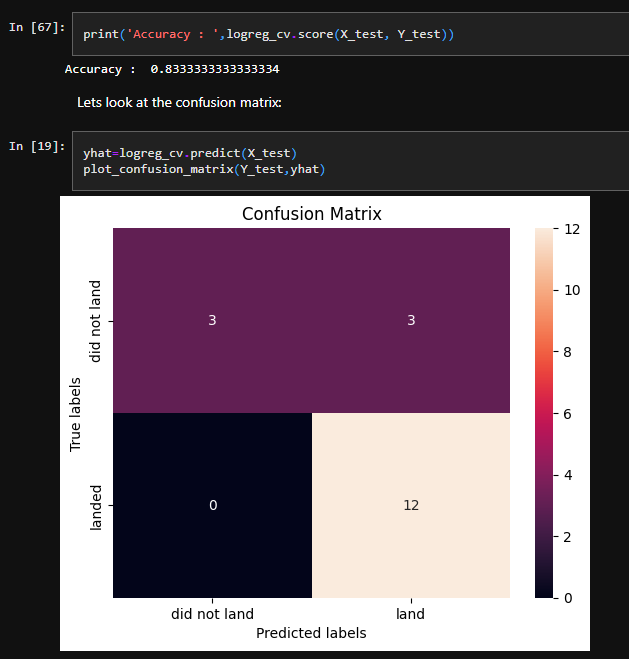 In [67]:
print('Accuracy : ',logreg_cv.score(X_test, Y_test))
Accuracy :  0.8333333333333334
Lets look at the confusion matrix:
In [19]:
yhat=logreg_cv.predict(X_test)
plot_confusion_matrix(Y_test,yhat)
Confusion Matrix
True labels
did not land
3
3
landed
0
12
did not land
land
Predicted labels
12
10
8
6
4
2
0